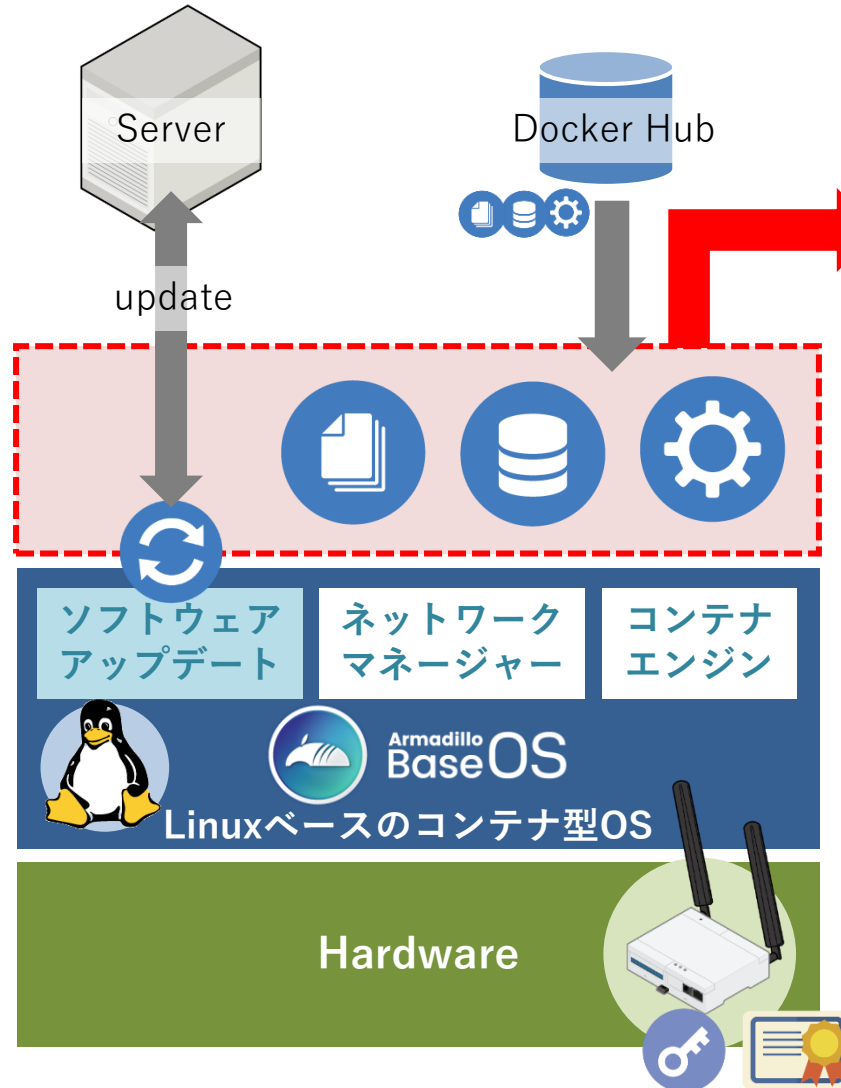 Server
Docker Hub
update
ソフトウェア
アップデート
ネットワーク
マネージャー
コンテナ
エンジン
Armadillo
Base OS
Linuxベースのコンテナ型OS
Hardware